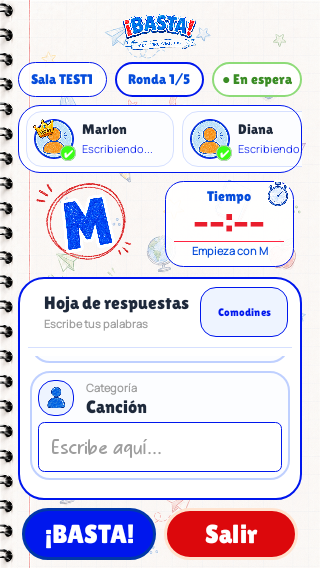 ¡BASTA!
Sala TEST1
Ronda 1/5
● En espera
Marlon
Escribiendo...
Diana
Escribiendo
M
Tiempo
--:--
Empieza con M
Hoja de respuestas
Escribe tus palabras
Comodines
Categoría
Canción
Escribe aquí...
¡BASTA!
Salir